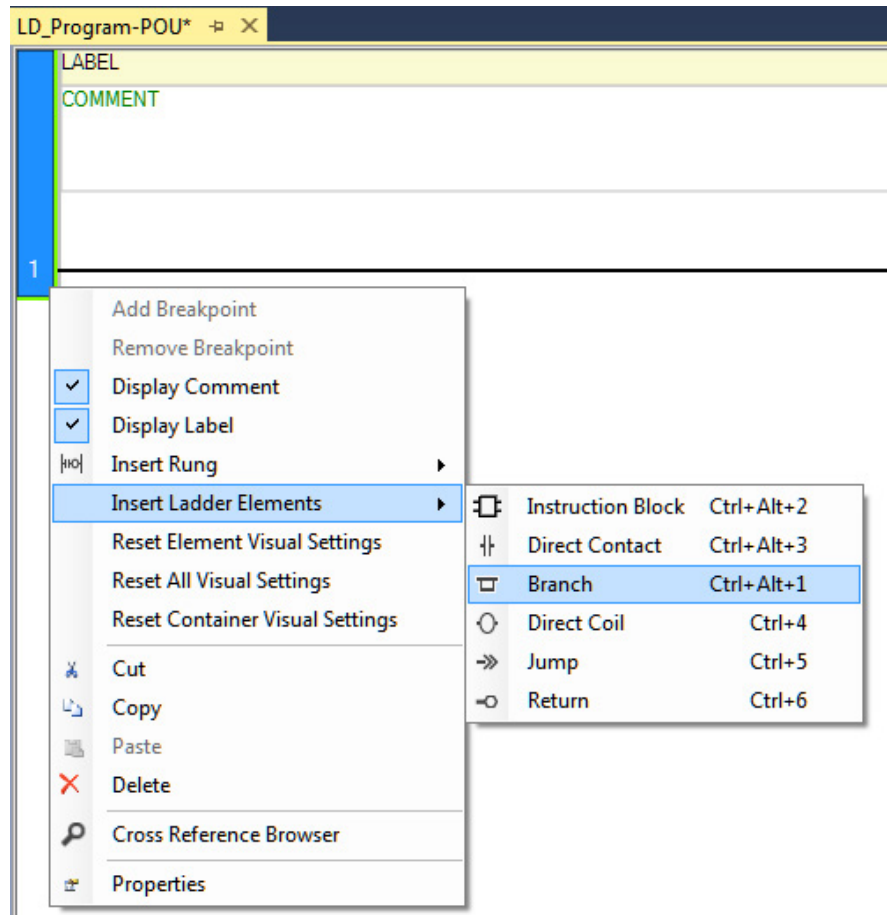 LD_Program-POU*
LABEL
COMMENT
1
Add Breakpoint
Remove Breakpoint
Display Comment
Display Label
Insert Rung
Insert Ladder Elements
Reset Element Visual Settings
Reset All Visual Settings
Reset Container Visual Settings
Cut
Copy
Paste
Delete
Cross Reference Browser
Properties
Instruction Block Ctrl+Alt+2
Direct Contact Ctrl+Alt+3
Branch Ctrl+Alt+1
Direct Coil Ctrl+4
Jump Ctrl+5
Return Ctrl+6